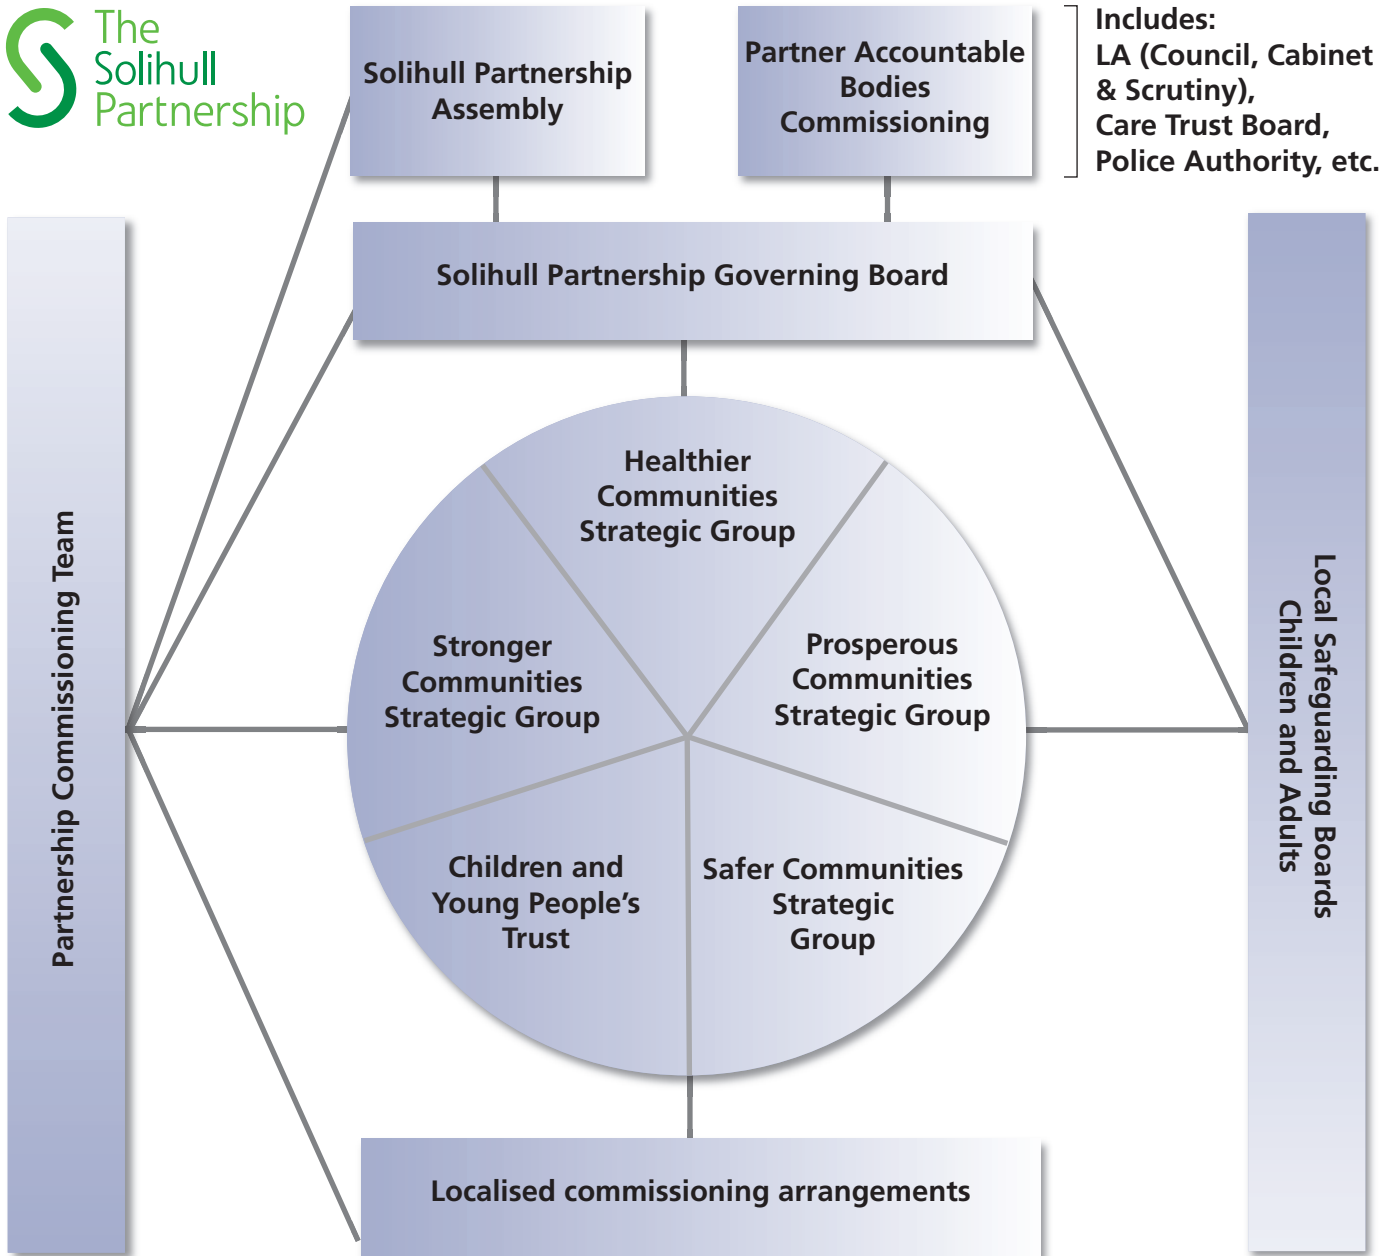 The
Solihull
Partnership
Solihull Partnership
Assembly
Partner Accountable
Bodies
Commissioning
Includes:
LA (Council, Cabinet
& Scrutiny),
Care Trust Board,
Police Authority, etc.
Solihull Partnership Governing Board
Partnership Commissioning Team
Healthier
Communities
Strategic Group
Stronger
Communities
Strategic Group
Prosperous
Communities
Strategic Group
Children and
Young People’s
Trust
Safer Communities
Strategic
Group
Local Safeguarding Boards
Children and Adults
Localised commissioning arrangements